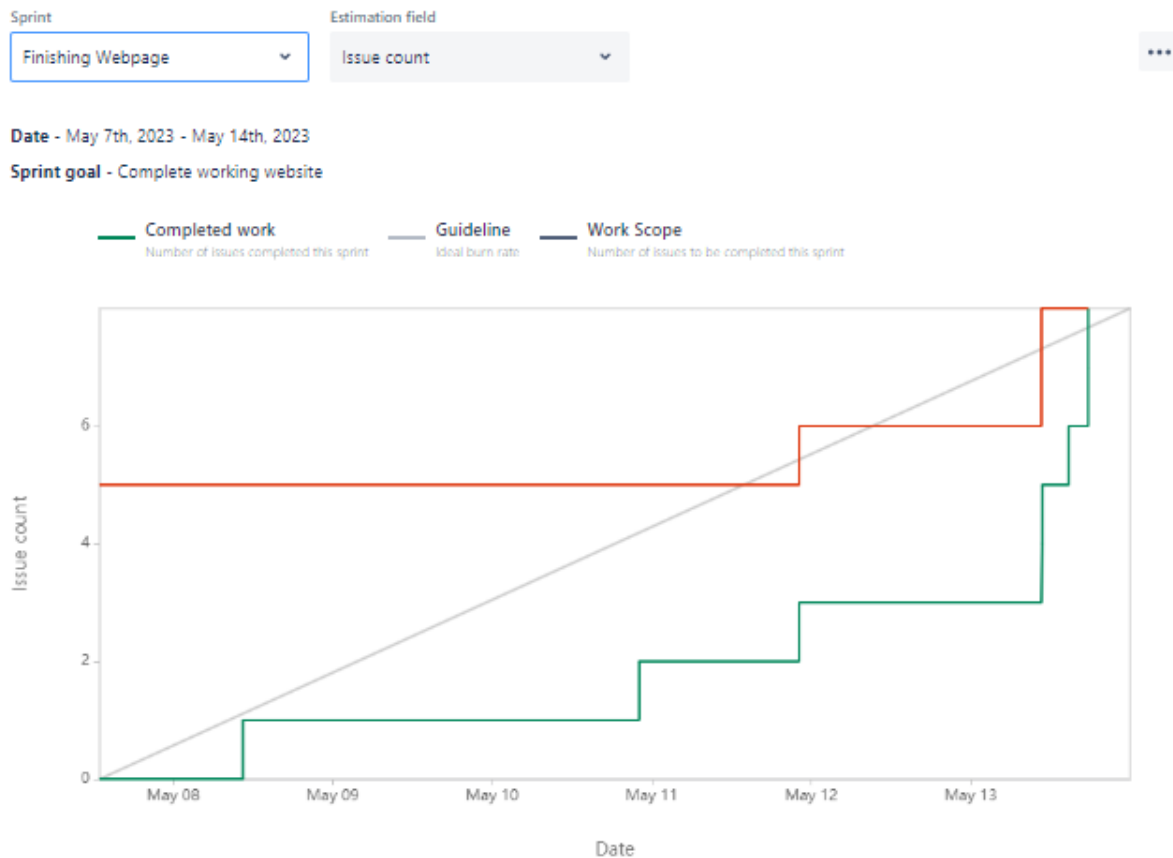 Sprint Estimation field
Finishing Webpage Issue count
Date - May 7th, 2023 - May 14th, 2023
Sprint goal - Complete working website
Completed work Guideline Work Scope
Number of issues completed this sprint Ideal burn rate Number of issues to be completed this sprint
6
4
Issue count
2
0
May 08 May 09 May 10 May 11 May 12 May 13
Date